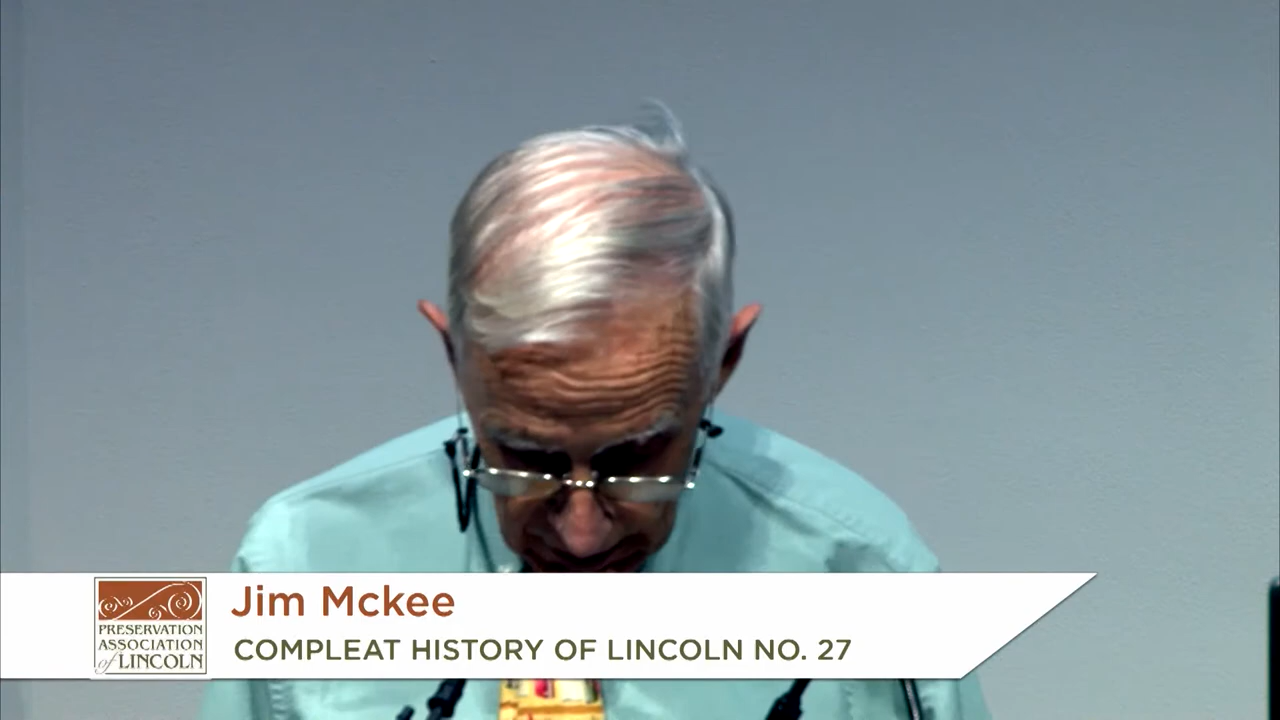 Jim Mckee
COMPLEAT HISTORY OF LINCOLN NO. 27
PRESERVATION
ASSOCIATION
of LINCOLN